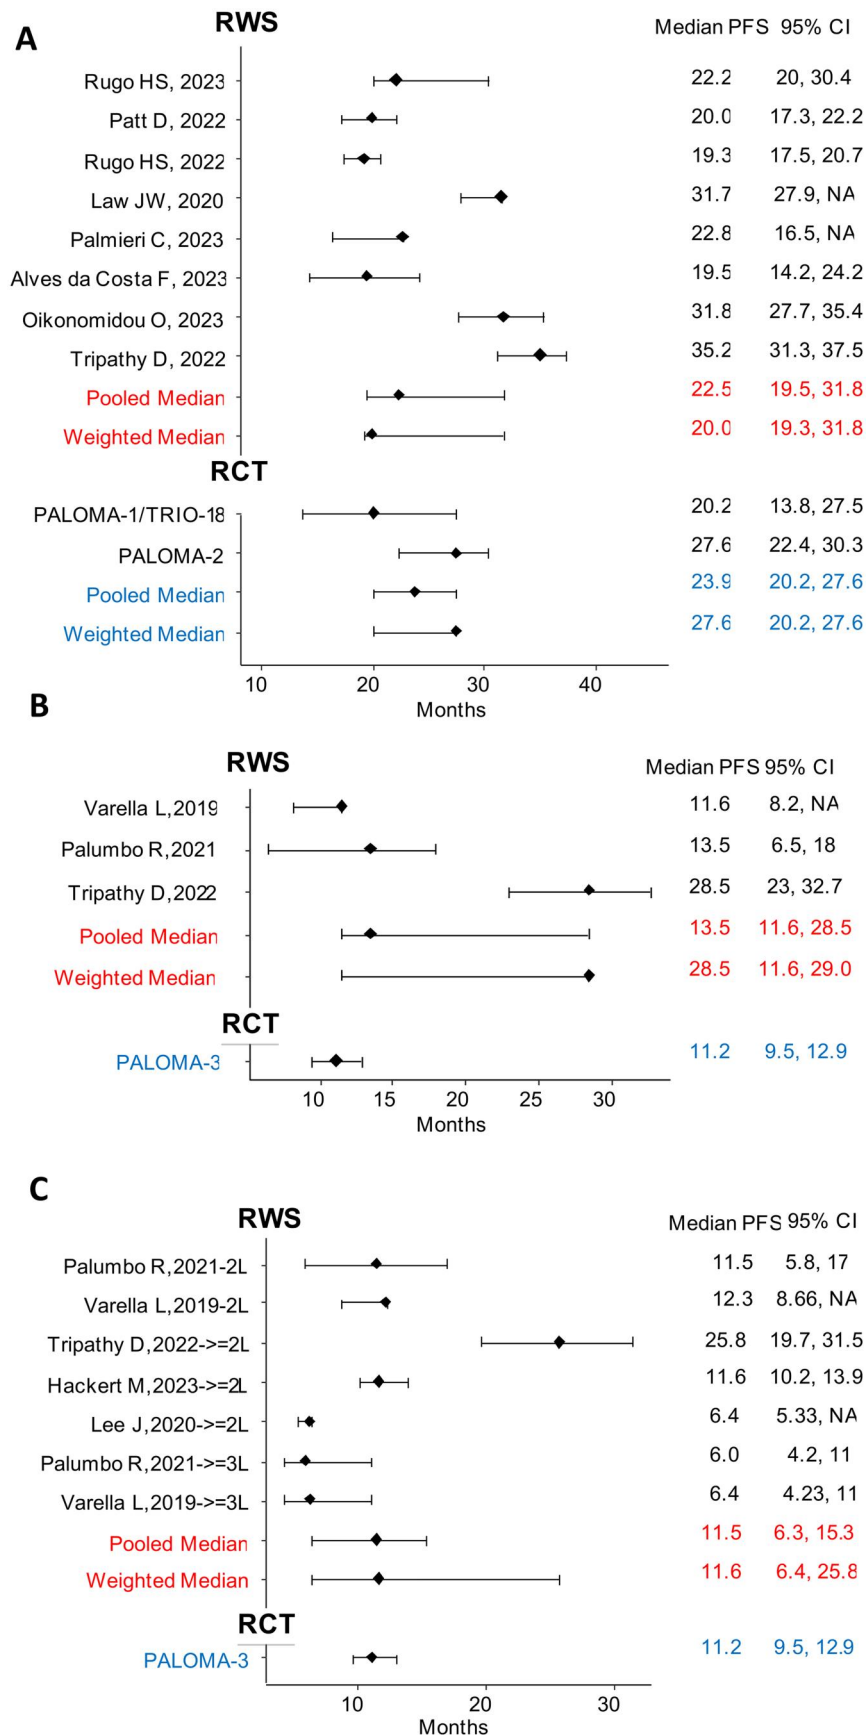 A
RWS
Median PFS 95% CI
Rugo HS, 2023 22.2 20, 30.4
Patt D, 2022 20.0 17.3, 22.2
Rugo HS, 2022 19.3 17.5, 20.7
Law JW, 2020 31.7 27.9, NA
Palmieri C, 2023 22.8 16.5, NA
Alves da Costa F, 2023 19.5 14.2, 24.2
Oikonomidou O, 2023 31.8 27.7, 35.4
Tripathy D, 2022 35.2 31.3, 37.5
Pooled Median 22.5 19.5, 31.8
Weighted Median 20.0 19.3, 31.8
RCT
PALOMA-1/TRIO-18 20.2 13.8, 27.5
PALOMA-2 27.6 22.4, 30.3
Pooled Median 23.9 20.2, 27.6
Weighted Median 27.6 20.2, 27.6
10 20 30 40
Months
B
RWS
Median PFS 95% CI
Varella L,2019 11.6 8.2, NA
Palumbo R,2021 13.5 6.5, 18
Tripathy D,2022 28.5 23, 32.7
Pooled Median 13.5 11.6, 28.5
Weighted Median 28.5 11.6, 29.0
RCT
PALOMA-3 11.2 9.5, 12.9
10 15 20 25 30
Months
C
RWS
Median PFS 95% CI
Palumbo R,2021-2L 11.5 5.8, 17
Varella L,2019-2L 12.3 8.66, NA
Tripathy D,2022->=2L 25.8 19.7, 31.5
Hackert M,2023->=2L 11.6 10.2, 13.9
Lee J,2020->=2L 6.4 5.33, NA
Palumbo R,2021->=3L 6.0 4.2, 11
Varella L,2019->=3L 6.4 4.23, 11
Pooled Median 11.5 6.3, 15.3
Weighted Median 11.6 6.4, 25.8
RCT
PALOMA-3 11.2 9.5, 12.9
10 20 30
Months